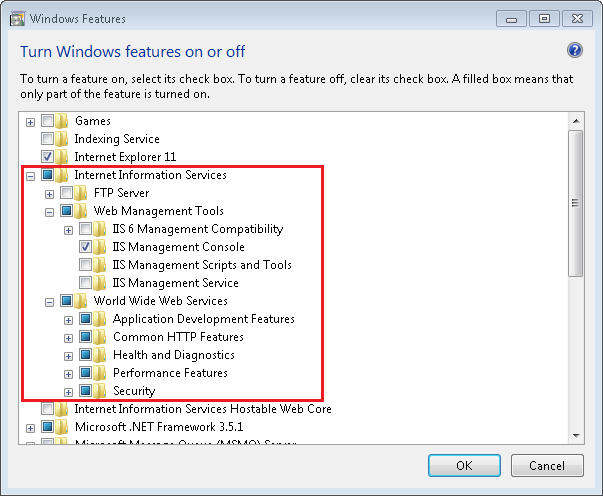 Windows Features
Turn Windows features on or off
To turn a feature on, select its check box. To turn a feature off, clear its check box. A filled box means that
only part of the feature is turned on.
Games
Indexing Service
Internet Explorer 11
Internet Information Services
FTP Server
Web Management Tools
IIS 6 Management Compatibility
IIS Management Console
IIS Management Scripts and Tools
IIS Management Service
World Wide Web Services
Application Development Features
Common HTTP Features
Health and Diagnostics
Performance Features
Security
Internet Information Services Hostable Web Core
Microsoft .NET Framework 3.5.1
Microsoft Message Queue (MSMQ) Server
OK
Cancel